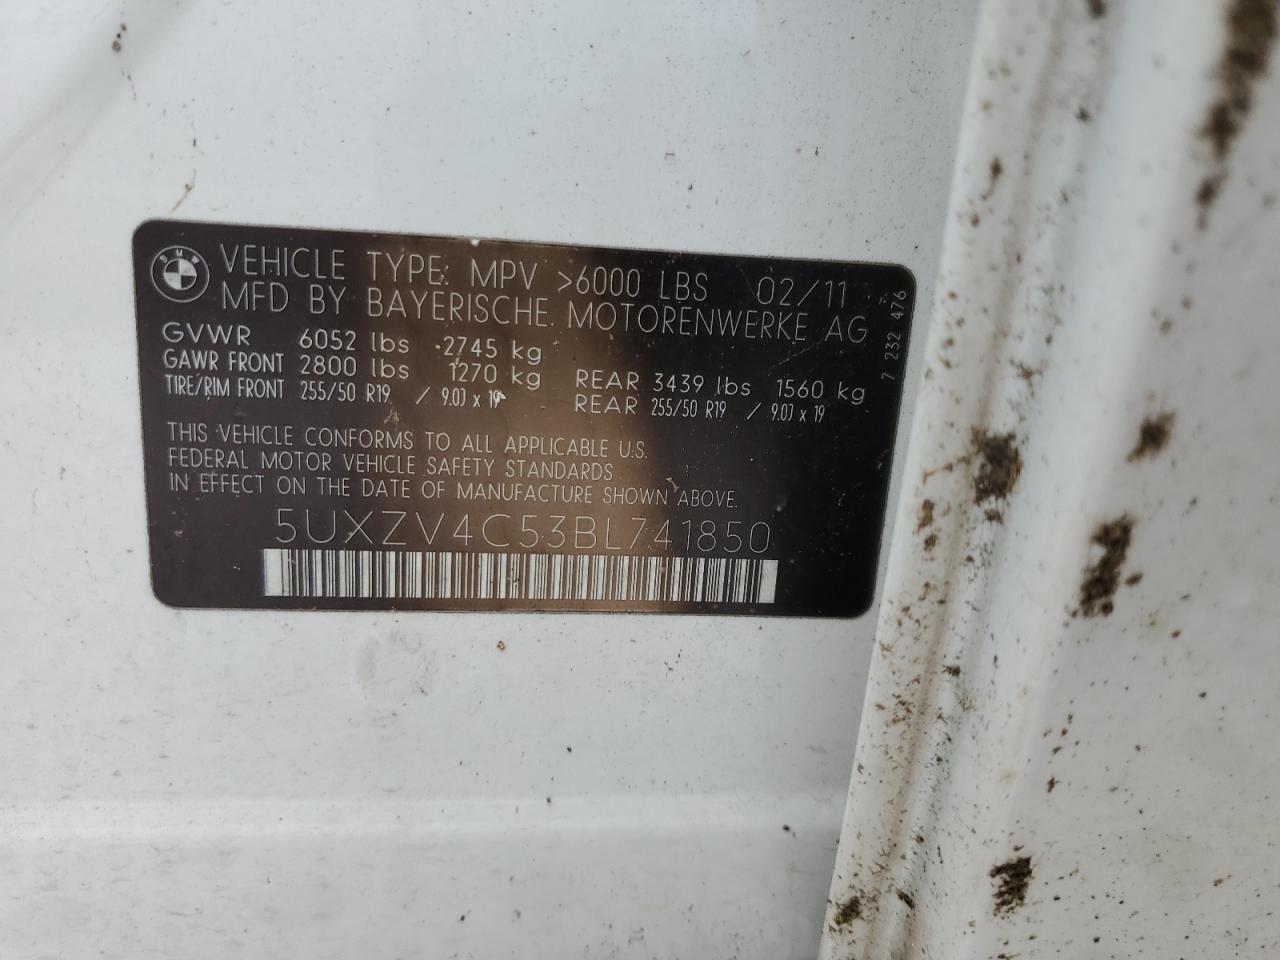 BMW
VEHICLE TYPE: MPV >6000 LBS 02/11
MFD BY BAYERISCHE MOTORENWERKE AG
GVWR 6052 lbs 2745 kg
GAWR FRONT 2800 lbs 1270 kg REAR 3439 lbs 1560 kg
TIRE/RIM FRONT 255/50 R19 / 9.0J x 19 REAR 255/50 R19 / 9.0J x 19
THIS VEHICLE CONFORMS TO ALL APPLICABLE U.S.
FEDERAL MOTOR VEHICLE SAFETY STANDARDS
IN EFFECT ON THE DATE OF MANUFACTURE SHOWN ABOVE.
5UXZV4C53BL741850
7 232 476